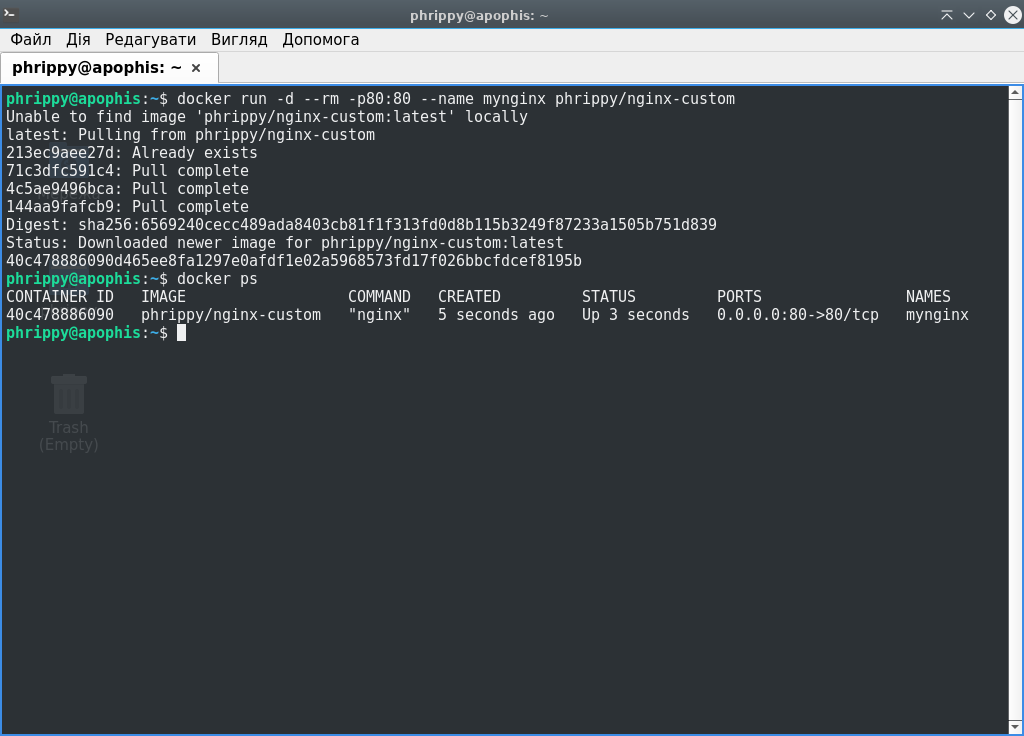 phrippy@apophis: ~
Файл Дія Редагувати Вигляд Допомога
phrippy@apophis: ~ ×
phrippy@apophis:~$ docker run -d --rm -p80:80 --name mynginx phrippy/nginx-custom
Unable to find image 'phrippy/nginx-custom:latest' locally
latest: Pulling from phrippy/nginx-custom
213ec9aee27d: Already exists
71c3dfc591c4: Pull complete
4c5ae9496bca: Pull complete
144aa9fafcb9: Pull complete
Digest: sha256:6569240cecc489ada8403cb81f1f313fd0d8b115b3249f87233a1505b751d839
Status: Downloaded newer image for phrippy/nginx-custom:latest
40c478886090d465ee8fa1297e0afdf1e02a5968573fd17f026bbcfdcef8195b
phrippy@apophis:~$ docker ps
CONTAINER ID   IMAGE                  COMMAND   CREATED         STATUS         PORTS                NAMES
40c478886090   phrippy/nginx-custom   "nginx"   5 seconds ago   Up 3 seconds   0.0.0.0:80->80/tcp   mynginx
phrippy@apophis:~$
Trash
(Empty)